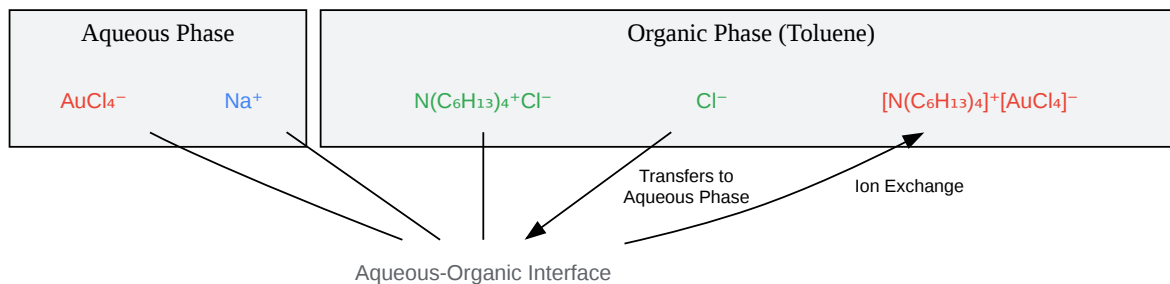 Aqueous Phase
Organic Phase (Toluene)
AuCl₄⁻
Na⁺
N(C₆H₁₃)₄⁺Cl⁻
Cl⁻
[N(C₆H₁₃)₄]⁺[AuCl₄]⁻
Transfers to
Aqueous Phase
Ion Exchange
Aqueous-Organic Interface